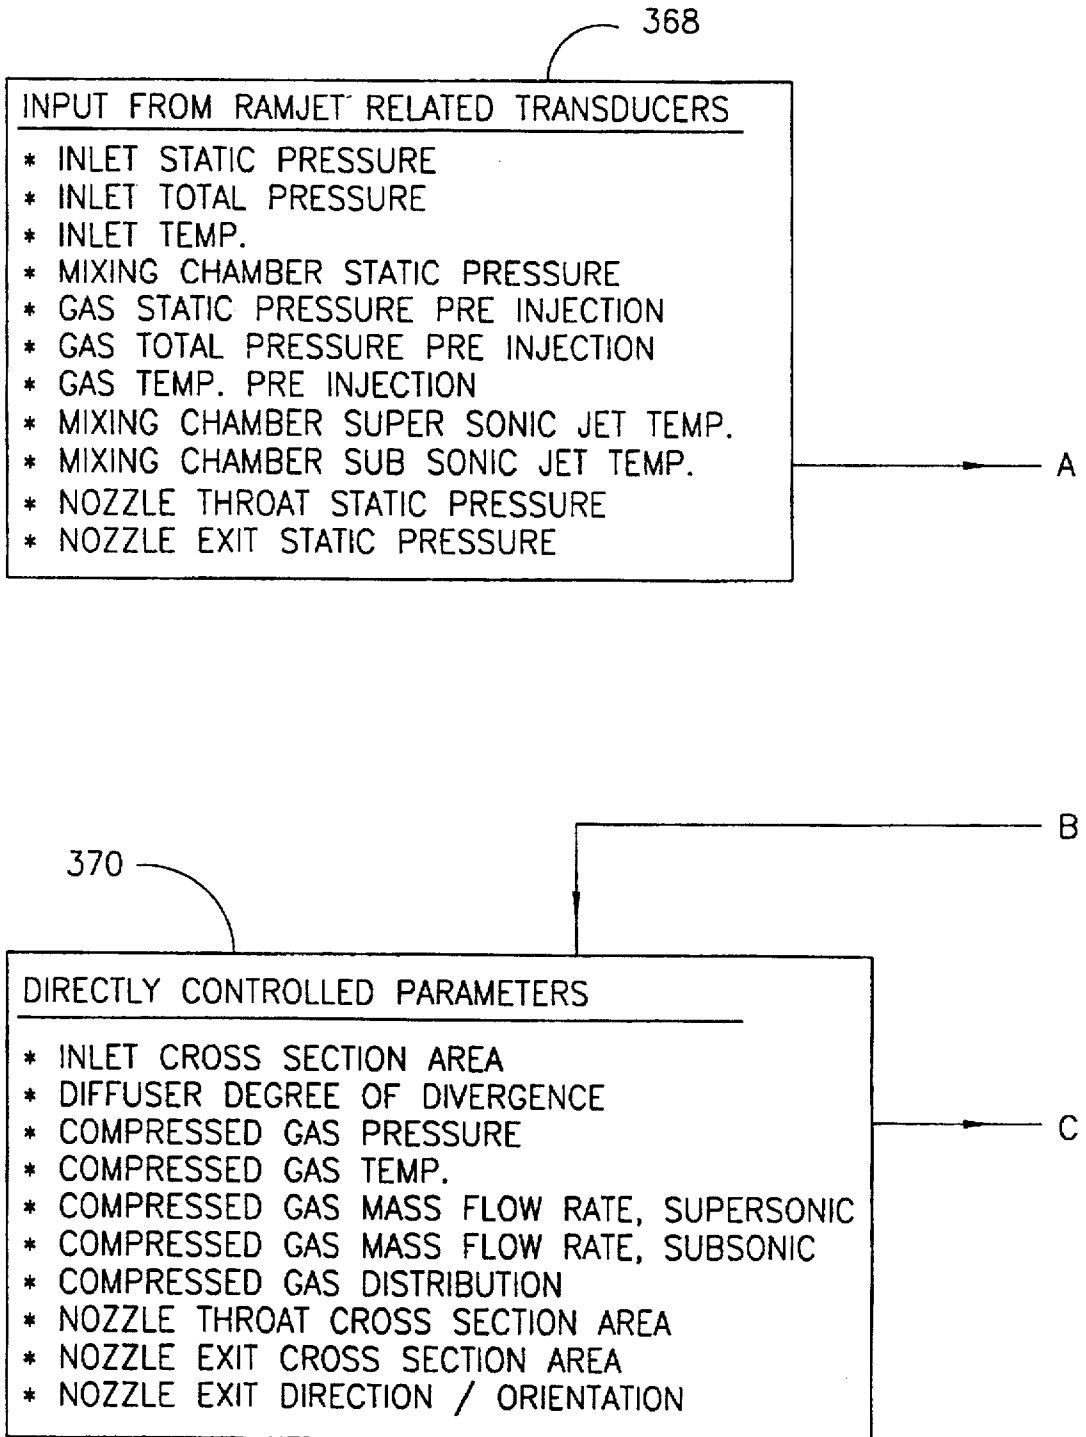 368
INPUT FROM RAMJET RELATED TRANSDUCERS
* INLET STATIC PRESSURE
* INLET TOTAL PRESSURE
* INLET TEMP.
* MIXING CHAMBER STATIC PRESSURE
* GAS STATIC PRESSURE PRE INJECTION
* GAS TOTAL PRESSURE PRE INJECTION
* GAS TEMP. PRE INJECTION
* MIXING CHAMBER SUPER SONIC JET TEMP.
* MIXING CHAMBER SUB SONIC JET TEMP.
A
* NOZZLE THROAT STATIC PRESSURE
* NOZZLE EXIT STATIC PRESSURE
B
370
DIRECTLY CONTROLLED PARAMETERS
* INLET CROSS SECTION AREA
* DIFFUSER DEGREE OF DIVERGENCE
* COMPRESSED GAS PRESSURE
C
* COMPRESSED GAS TEMP.
* COMPRESSED GAS MASS FLOW RATE, SUPERSONIC
* COMPRESSED GAS MASS FLOW RATE, SUBSONIC
* COMPRESSED GAS DISTRIBUTION
* NOZZLE THROAT CROSS SECTION AREA
* NOZZLE EXIT CROSS SECTION AREA
* NOZZLE EXIT DIRECTION / ORIENTATION